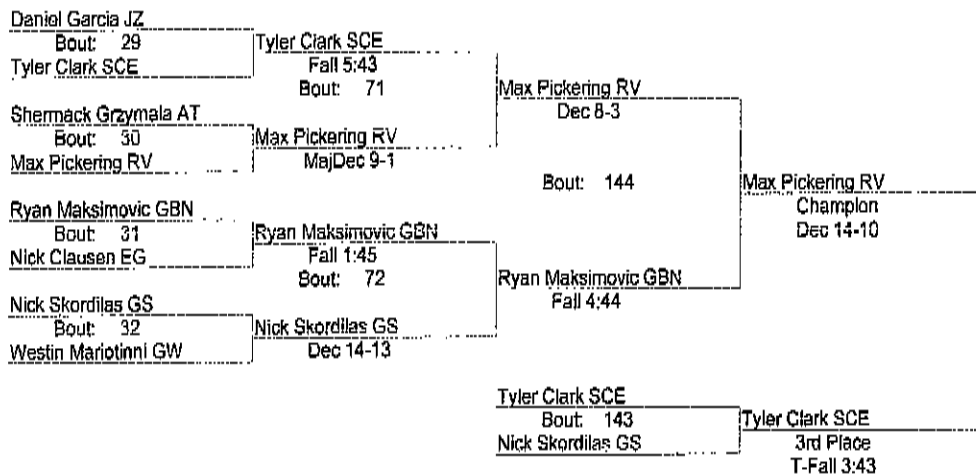 Daniel Garcia JZ
Bout: 29
Tyler Clark SCE
Tyler Clark SCE
Fall 5:43
Bout: 71
Shermack Grzymala AT
Bout: 30
Max Pickering RV
Max Pickering RV
MajDec 9-1
Max Pickering RV
Dec 8-3
Ryan Maksimovic GBN
Bout: 31
Nick Clausen EG
Ryan Maksimovic GBN
Fall 1:45
Bout: 72
Nick Skordilas GS
Bout: 32
Westin Mariotinni GW
Nick Skordilas GS
Dec 14-13
Ryan Maksimovic GBN
Fall 4:44
Bout: 144
Max Pickering RV
Champion
Dec 14-10
Tyler Clark SCE
Bout: 143
Nick Skordilas GS
Tyler Clark SCE
3rd Place
T-Fall 3:43